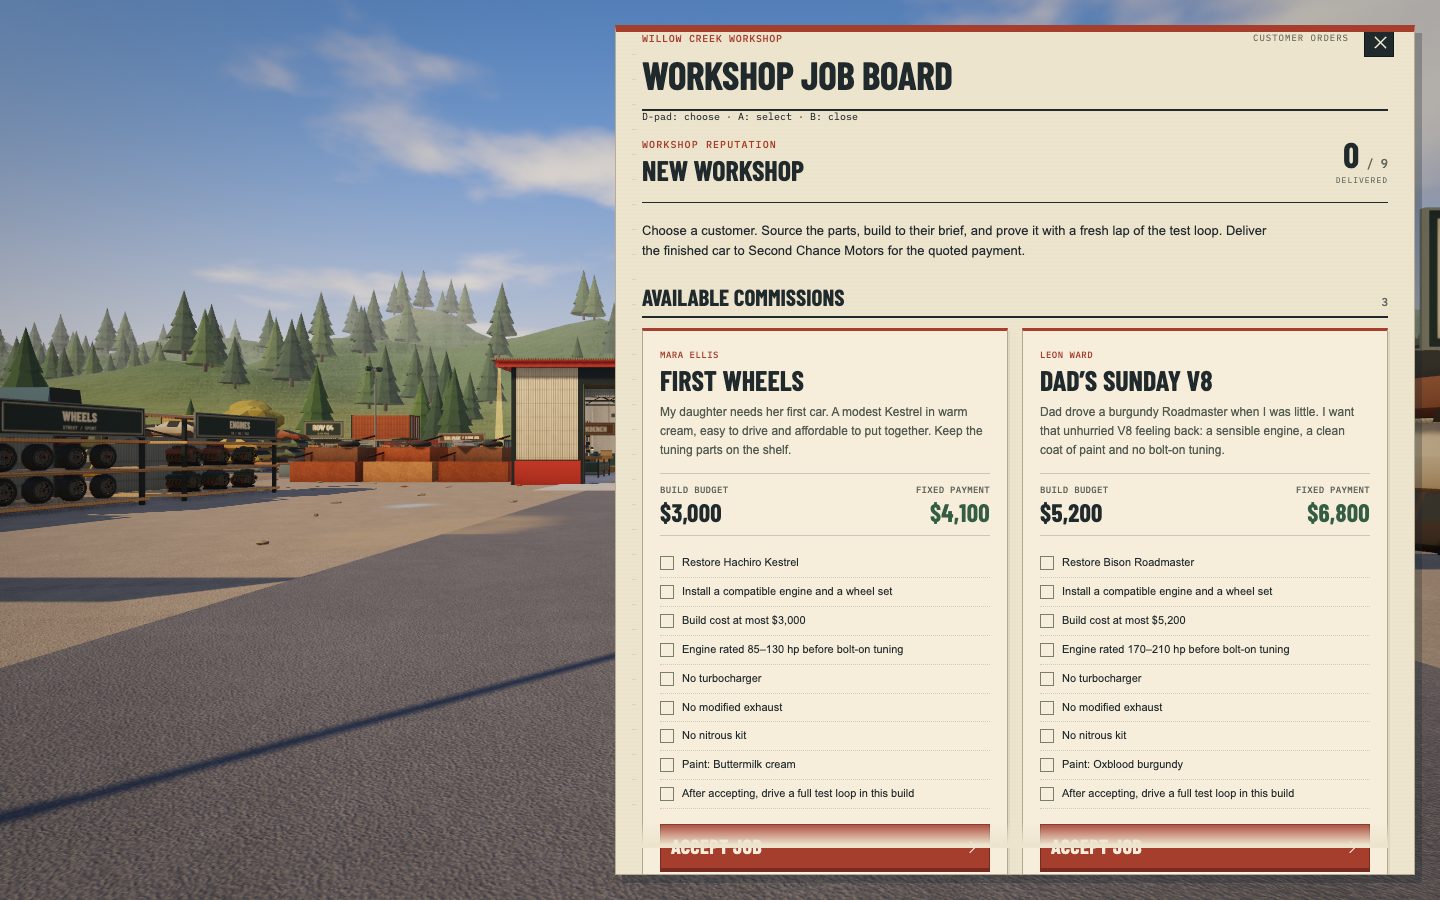 WILLOW CREEK WORKSHOP
CUSTOMER ORDERS
WORKSHOP JOB BOARD
D-pad: choose · A: select · B: close
WORKSHOP REPUTATION
NEW WORKSHOP
0 / 9
DELIVERED
Choose a customer. Source the parts, build to their brief, and prove it with a fresh lap of the test loop. Deliver
the finished car to Second Chance Motors for the quoted payment.
AVAILABLE COMMISSIONS
3
MARA ELLIS
FIRST WHEELS
My daughter needs her first car. A modest Kestrel in warm
cream, easy to drive and affordable to put together. Keep the
tuning parts on the shelf.
BUILD BUDGET
FIXED PAYMENT
$3,000
$4,100
Restore Hachiro Kestrel
Install a compatible engine and a wheel set
Build cost at most $3,000
Engine rated 85–130 hp before bolt-on tuning
No turbocharger
No modified exhaust
No nitrous kit
Paint: Buttermilk cream
After accepting, drive a full test loop in this build
ACCEPT JOB
LEON WARD
DAD’S SUNDAY V8
Dad drove a burgundy Roadmaster when I was little. I want
that unhurried V8 feeling back: a sensible engine, a clean
coat of paint and no bolt-on tuning.
BUILD BUDGET
FIXED PAYMENT
$5,200
$6,800
Restore Bison Roadmaster
Install a compatible engine and a wheel set
Build cost at most $5,200
Engine rated 170–210 hp before bolt-on tuning
No turbocharger
No modified exhaust
No nitrous kit
Paint: Oxblood burgundy
After accepting, drive a full test loop in this build
ACCEPT JOB
WHEELS
STREET / SPORT
ENGINES